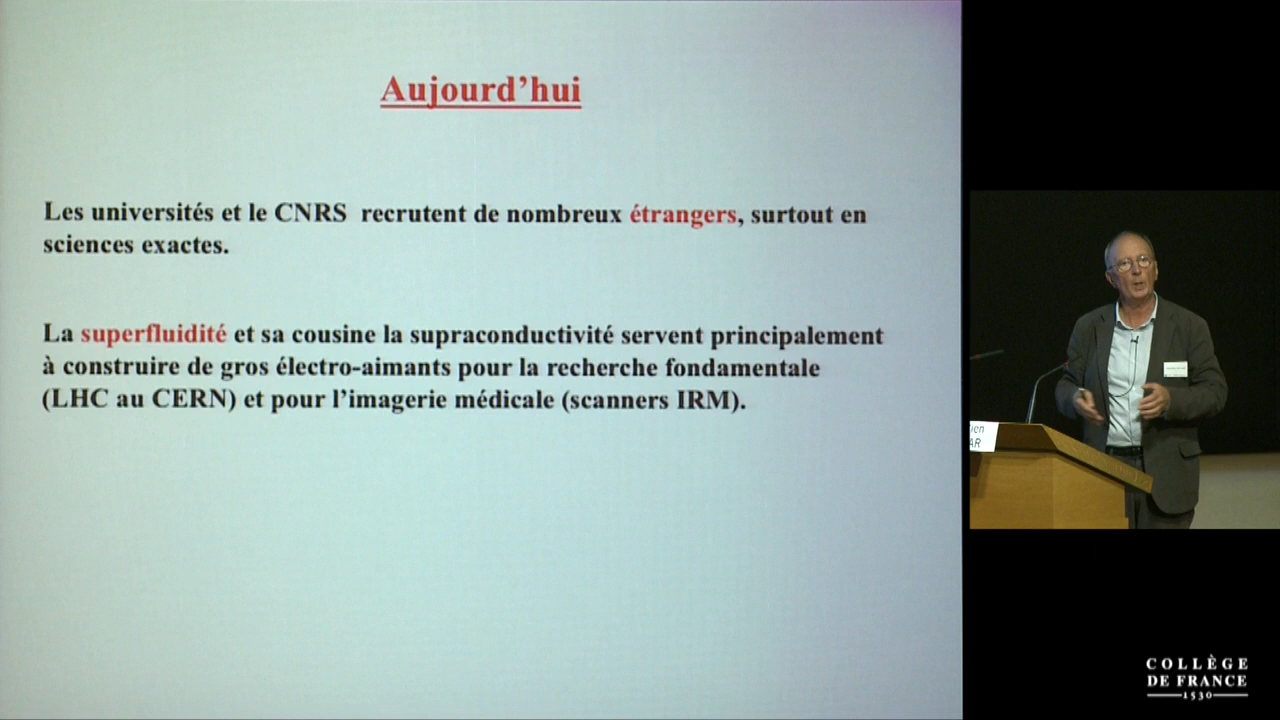 Aujourd'hui
Les universités et le CNRS recrutent de nombreux étrangers, surtout en
sciences exactes.
La superfluidité et sa cousine la supraconductivité servent principalement
à construire de gros électro-aimants pour la recherche fondamentale
(LHC au CERN) et pour l'imagerie médicale (scanners IRM).
ien
AR
COLLÈGE
DE FRANCE
1530